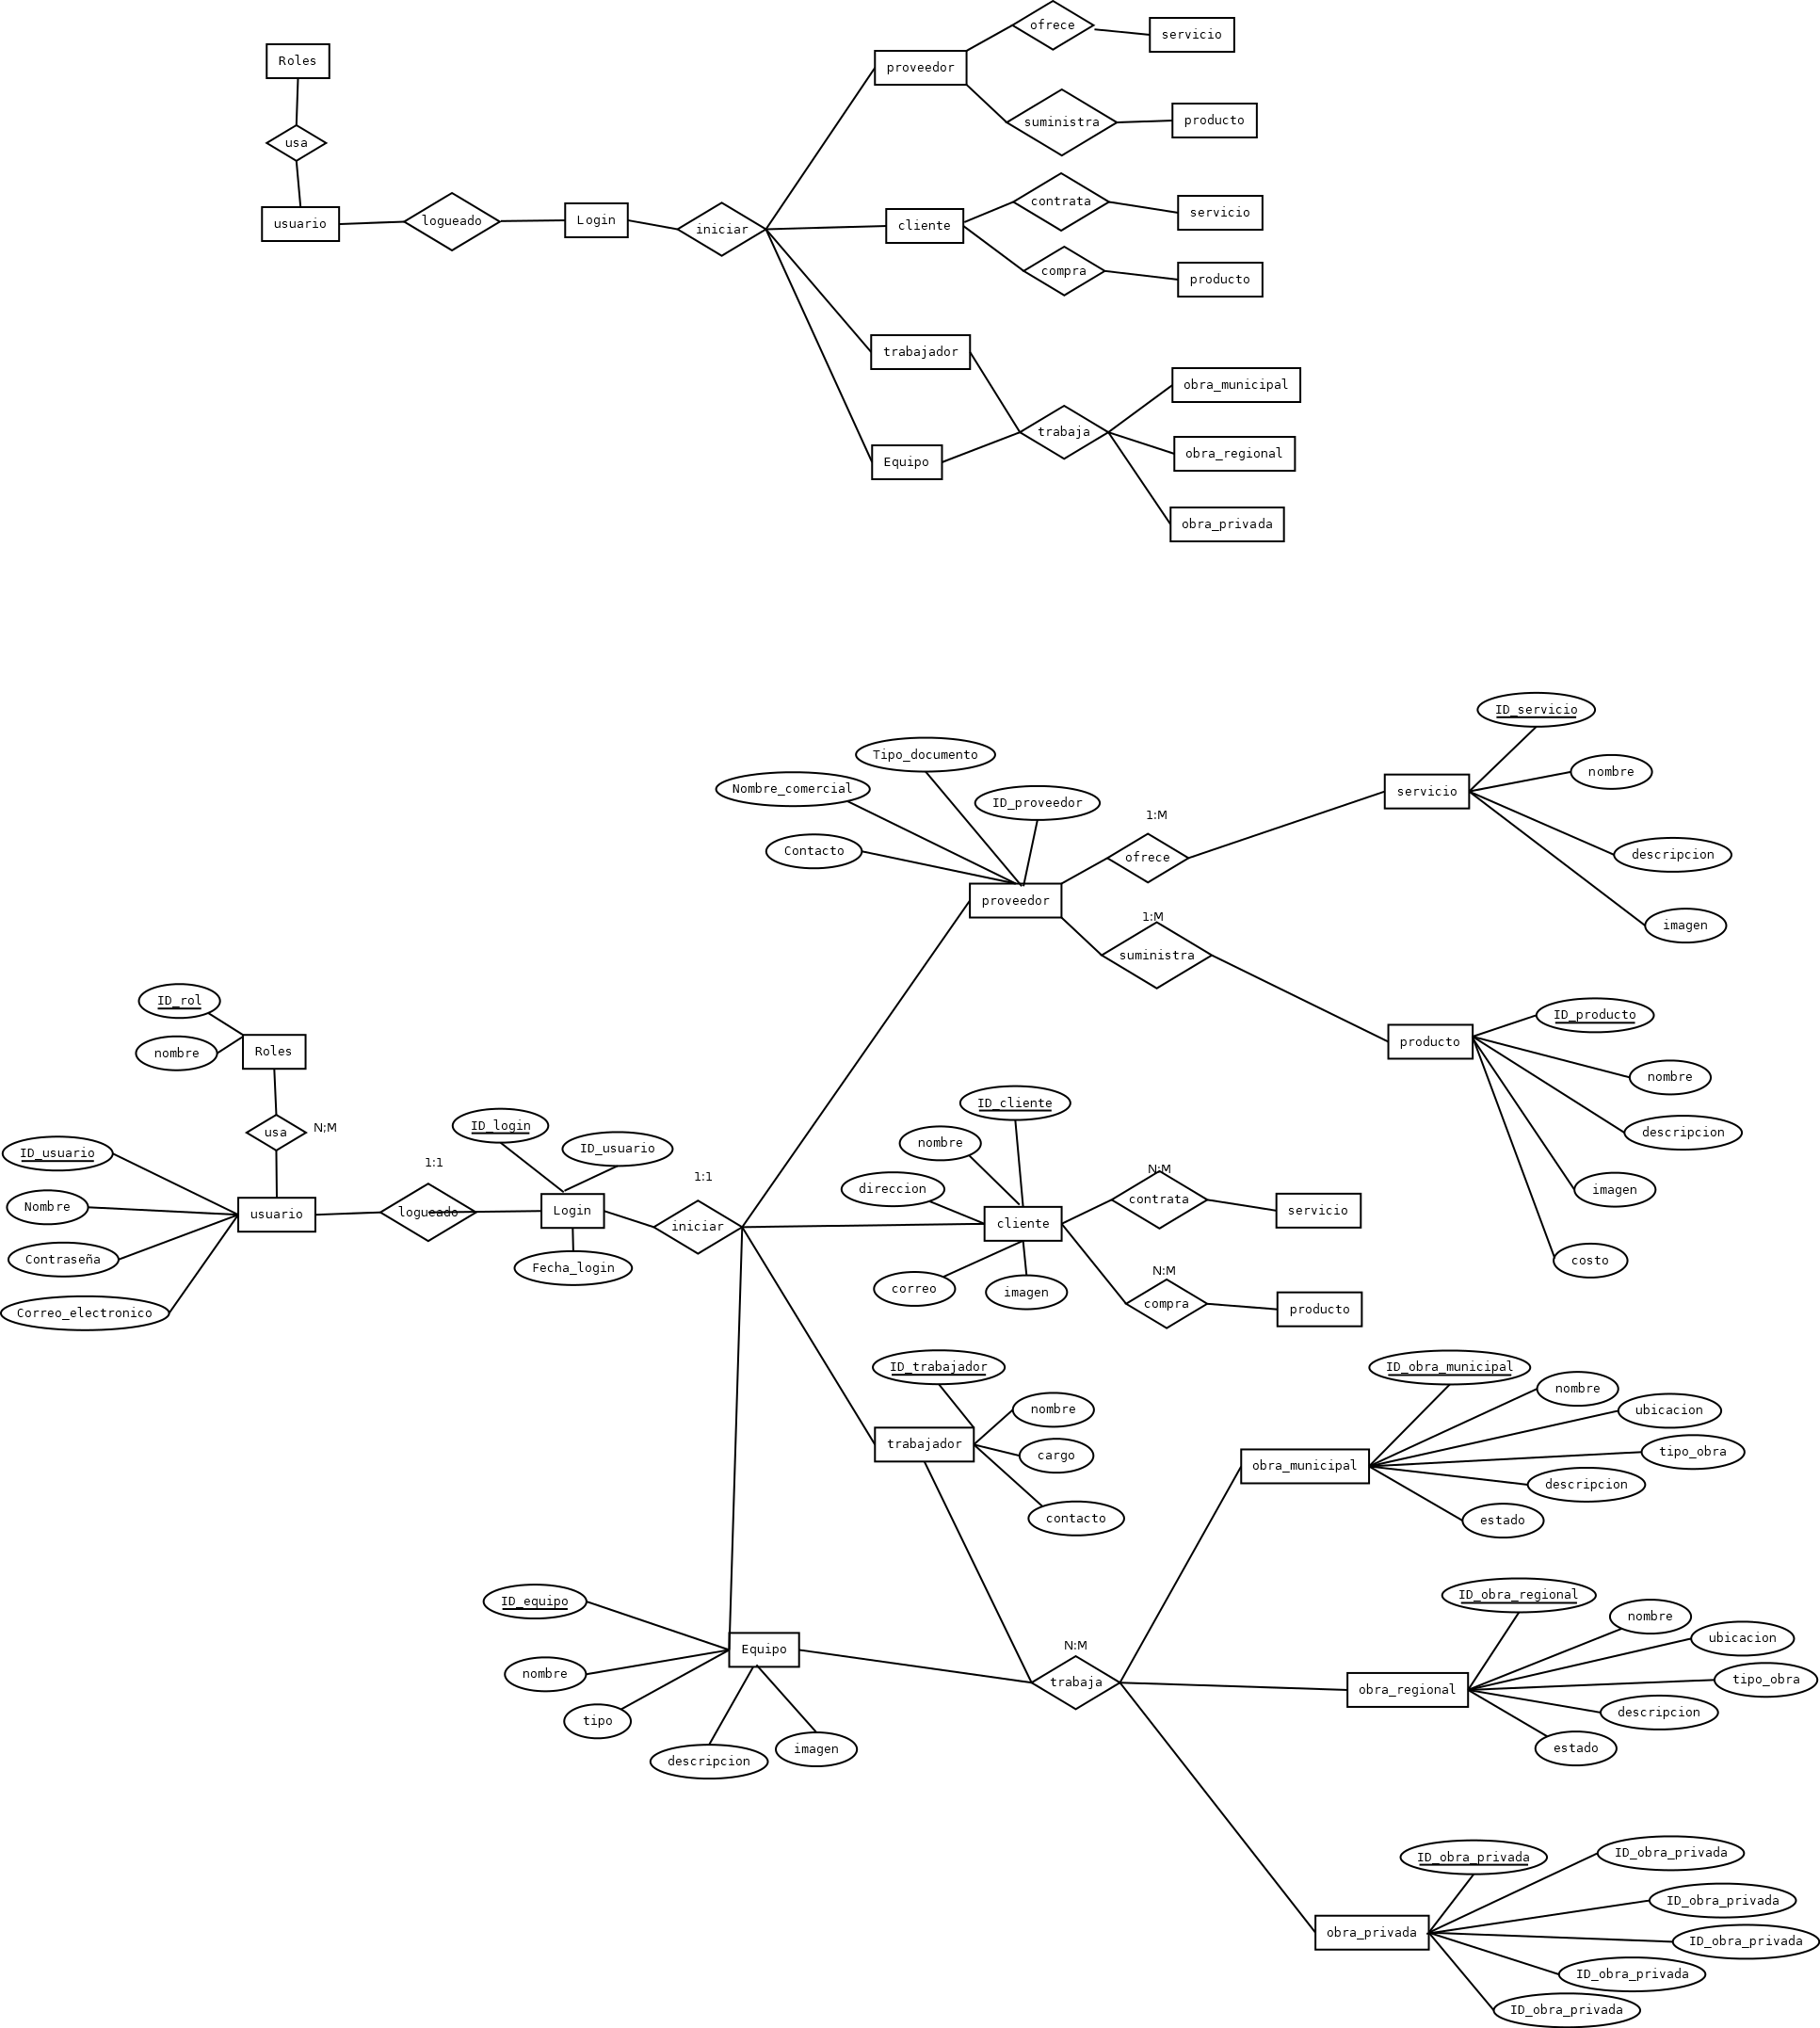 ofrece
servicio
Roles
proveedor
suministra
producto
usa
contrata
servicio
usuario
logueado
Login
iniciar
cliente
compra
producto
trabajador
obra_municipal
trabaja
obra_regional
Equipo
obra_privada
ID_servicio
Tipo_documento
nombre
Nombre_comercial
servicio
ID_proveedor
1:M
Contacto
ofrece
descripcion
proveedor
1:M
imagen
suministra
ID_rol
ID_producto
nombre
Roles
producto
nombre
ID_cliente
usa
N;M
ID_login
descripcion
nombre
ID_usuario
ID_usuario
1:1
1:1
N:M
direccion
contrata
imagen
Nombre
usuario
logueado
Login
iniciar
cliente
servicio
Contraseña
Fecha_login
N:M
costo
correo
imagen
compra
producto
Correo_electronico
ID_trabajador
ID_obra_municipal
nombre
nombre
ubicacion
trabajador
cargo
tipo_obra
obra_municipal
descripcion
contacto
estado
ID_equipo
ID_obra_regional
nombre
ubicacion
Equipo
N:M
nombre
trabaja
obra_regional
tipo_obra
tipo
descripcion
descripcion
imagen
estado
ID_obra_privada
ID_obra_privada
ID_obra_privada
obra_privada
ID_obra_privada
ID_obra_privada
ID_obra_privada